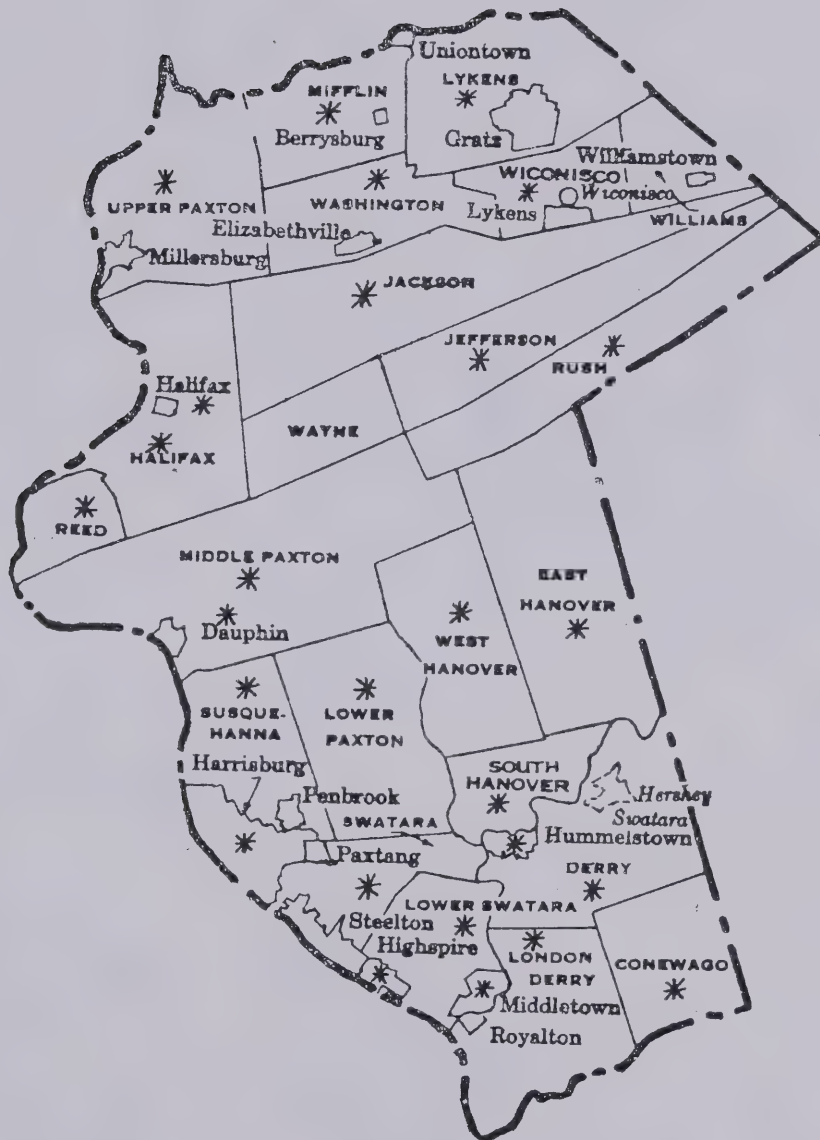 Uniontown
MIFFLIN
LYKENS
Berrysburg
Gratz
Williamstown
WICONISCO
Wiconisco
UPPER PAXTON
WASHINGTON
Lykens
WILLIAMS
Elizabethville
Millersburg
JACKSON
JEFFERSON
RUSH
Halifax
WAYNE
HALIFAX
REED
MIDDLE PAXTON
EAST
HANOVER
Dauphin
WEST
HANOVER
SUSQUE-
HANNA
LOWER
PAXTON
Harrisburg
SOUTH
HANOVER
Penbrook
Hershey
SWATARA
Swatara
Hummelstown
Paxtang
DERRY
LOWER SWATARA
Steelton
Highspire
LONDON
DERRY
CONEWAGO
Middletown
Royalton